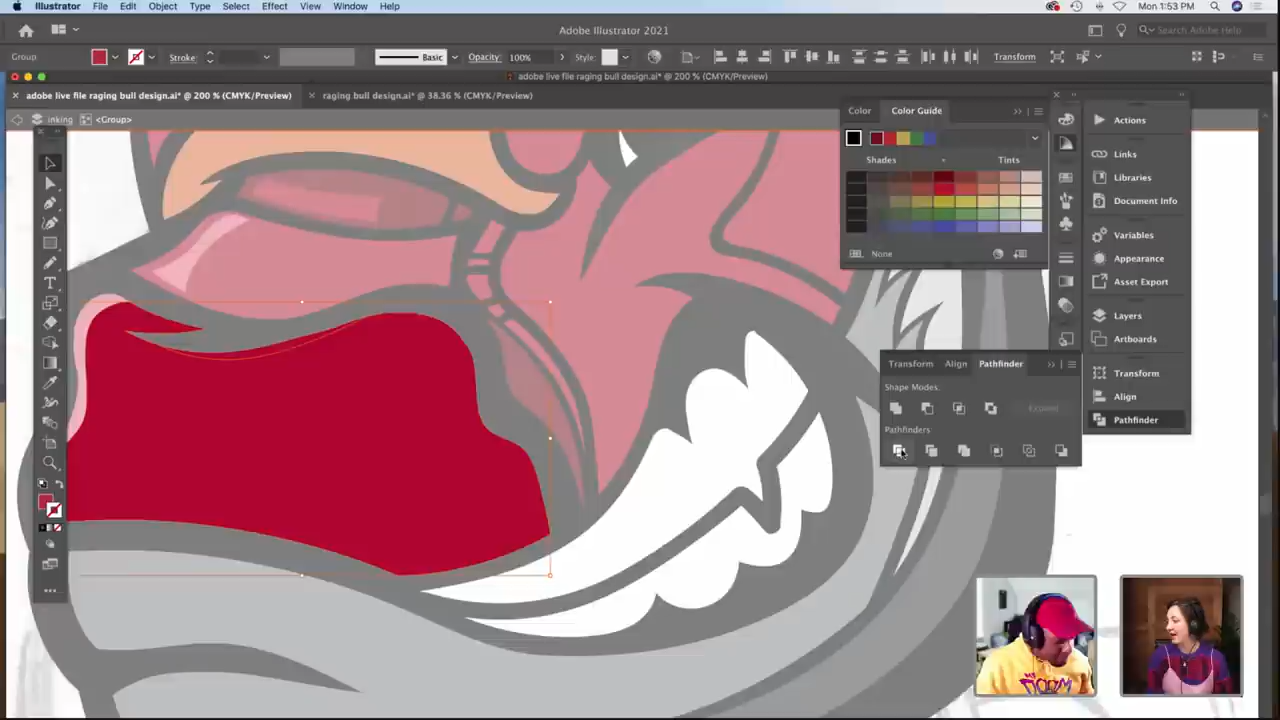 Illustrator File Edit Object Type Select Effect View Window Help
Mon 1:53 PM
Adobe Illustrator 2021
Search Adobe Help
Group
Stroke:
Basic
Opacity: 100%
Style:
Transform
adobe live file raging bull design.ai* @ 200 % (CMYK/Preview)
adobe live file raging bull design.ai* @ 200 % (CMYK/Preview)
raging bull design.ai* @ 38.36 % (CMYK/Preview)
inking
<Group>
Color
Color Guide
Shades
Tints
None
Actions
Links
Libraries
Document Info
Variables
Appearance
Asset Export
Layers
Artboards
Transform
Align
Pathfinder
Transform
Align
Pathfinder
Shape Modes:
Expand
Pathfinders